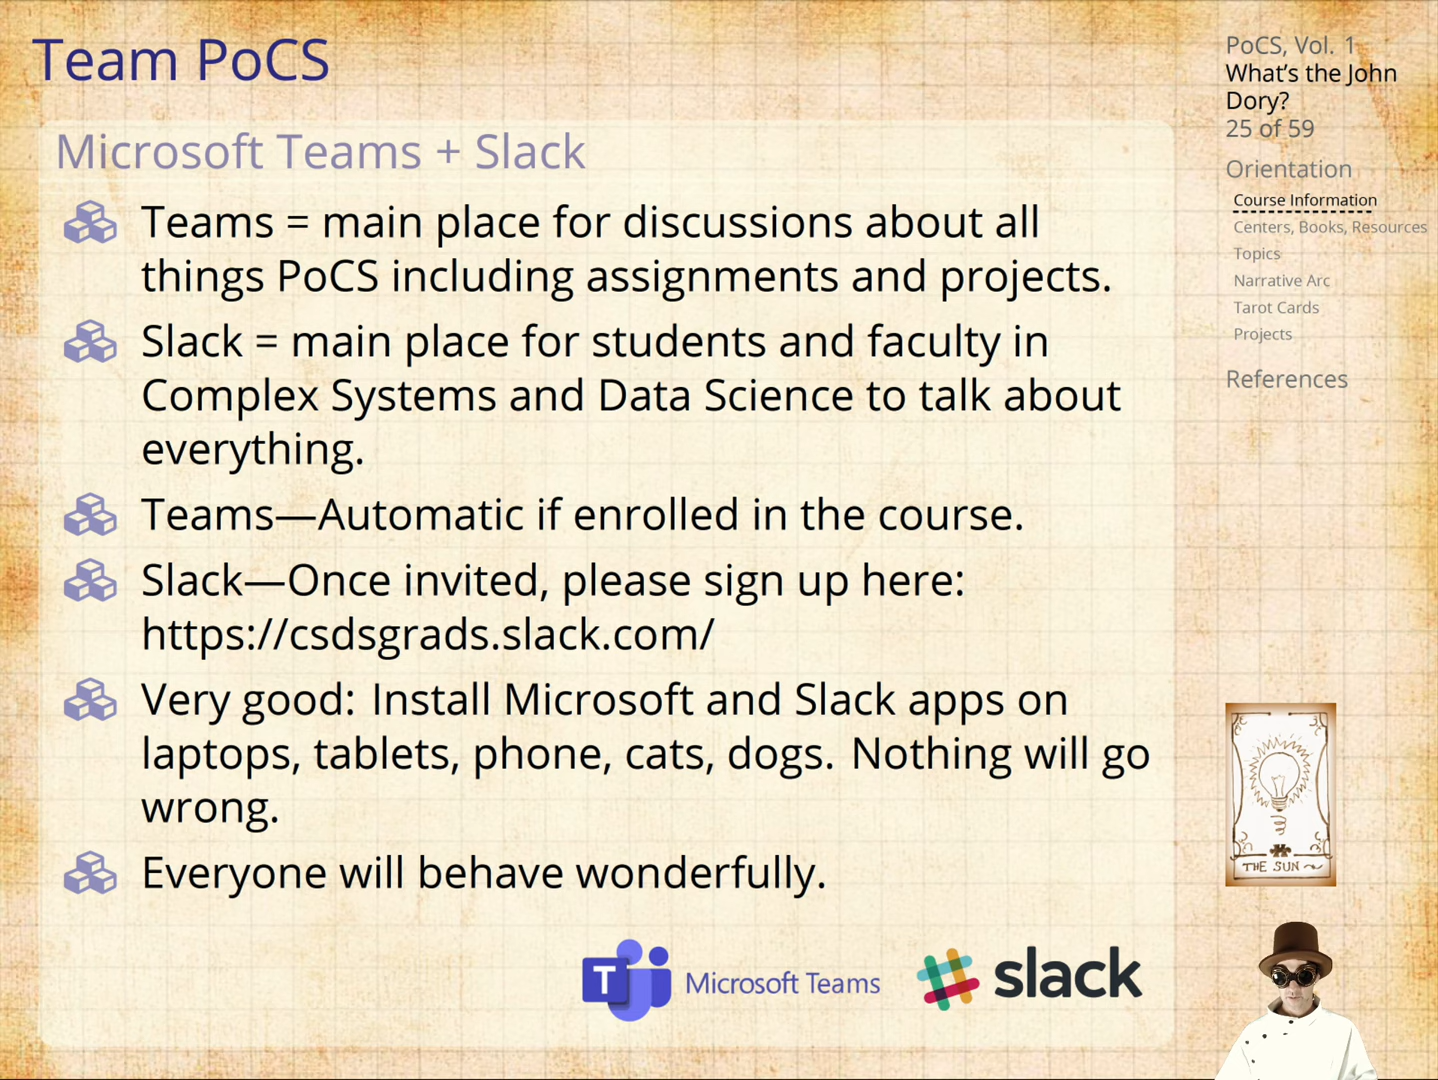 Team PoCS
Microsoft Teams + Slack
Teams = main place for discussions about all
things PoCS including assignments and projects.
Slack = main place for students and faculty in
Complex Systems and Data Science to talk about
everything.
Teams—Automatic if enrolled in the course.
Slack—Once invited, please sign up here:
https://csdsgrads.slack.com/
Very good: Install Microsoft and Slack apps on
laptops, tablets, phone, cats, dogs. Nothing will go
wrong.
Everyone will behave wonderfully.
T Microsoft Teams
slack
PoCS, Vol. 1
What's the John
Dory?
25 of 59
Orientation
Course Information
Centers, Books, Resources
Topics
Narrative Arc
Tarot Cards
Projects
References
THE SUN